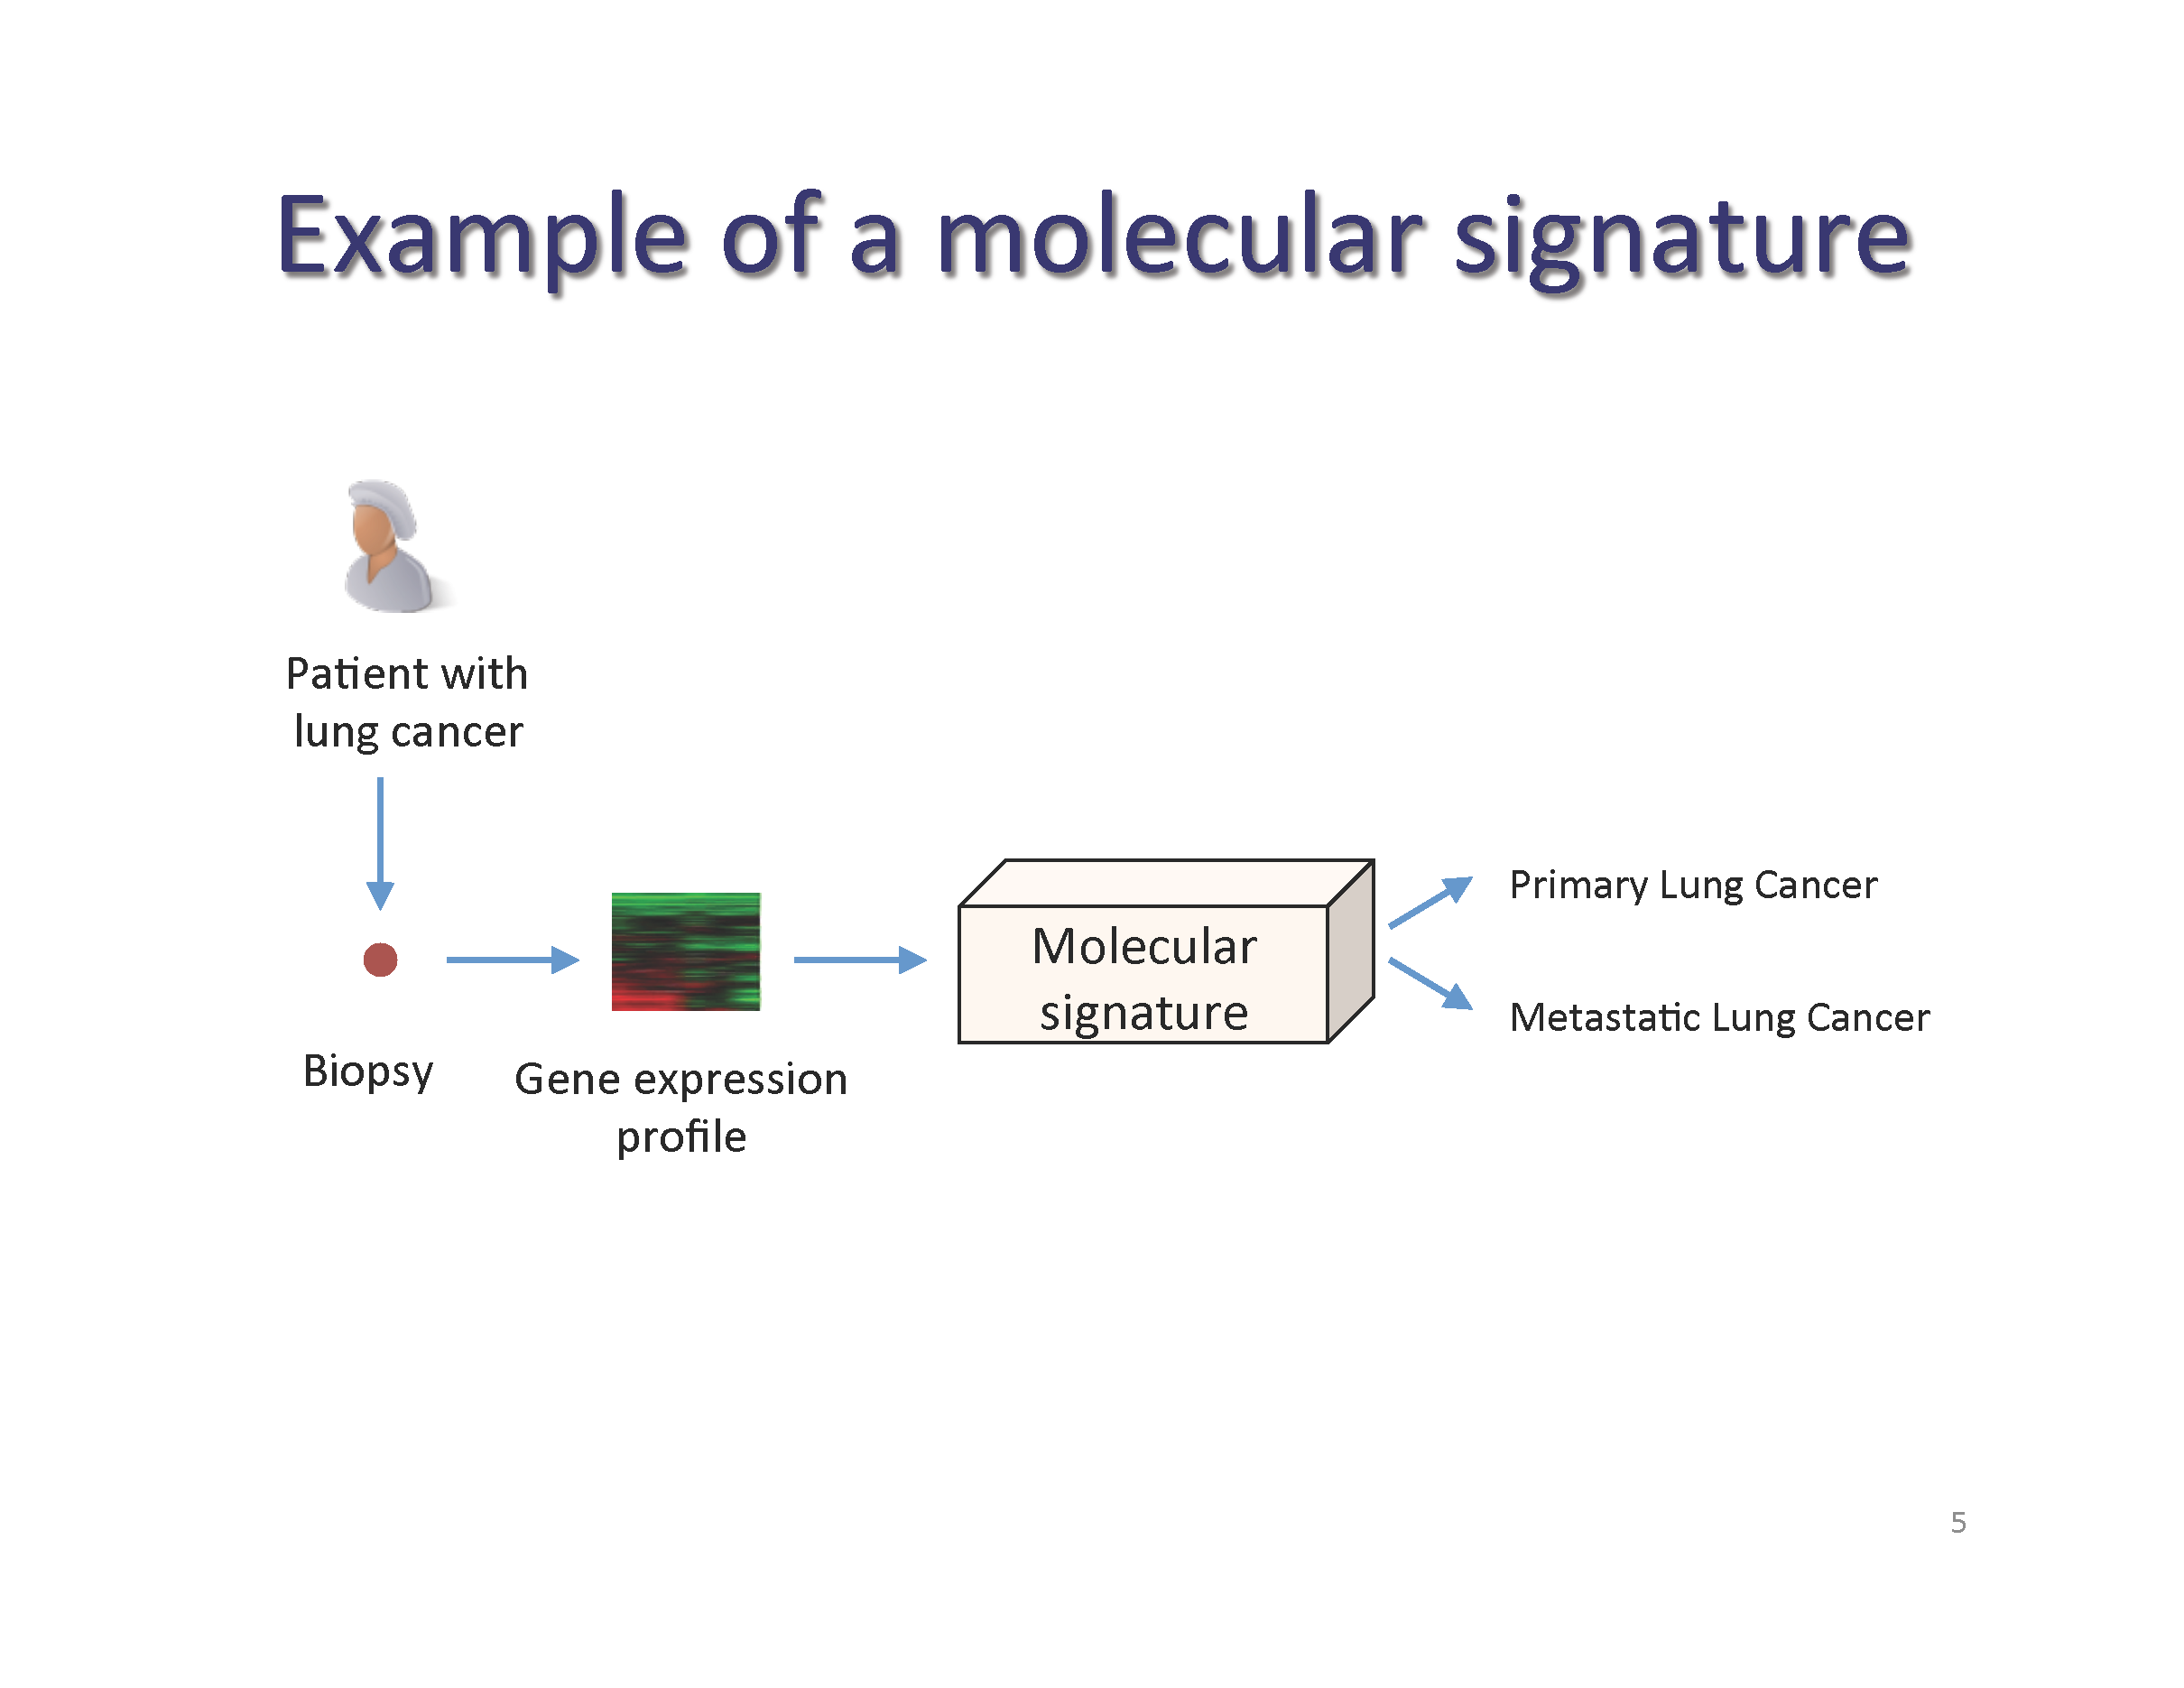 Example of a molecular signature
Patient with
lung cancer
Biopsy
Gene expression
profile
Molecular
signature
Primary Lung Cancer
Metastatic Lung Cancer
5